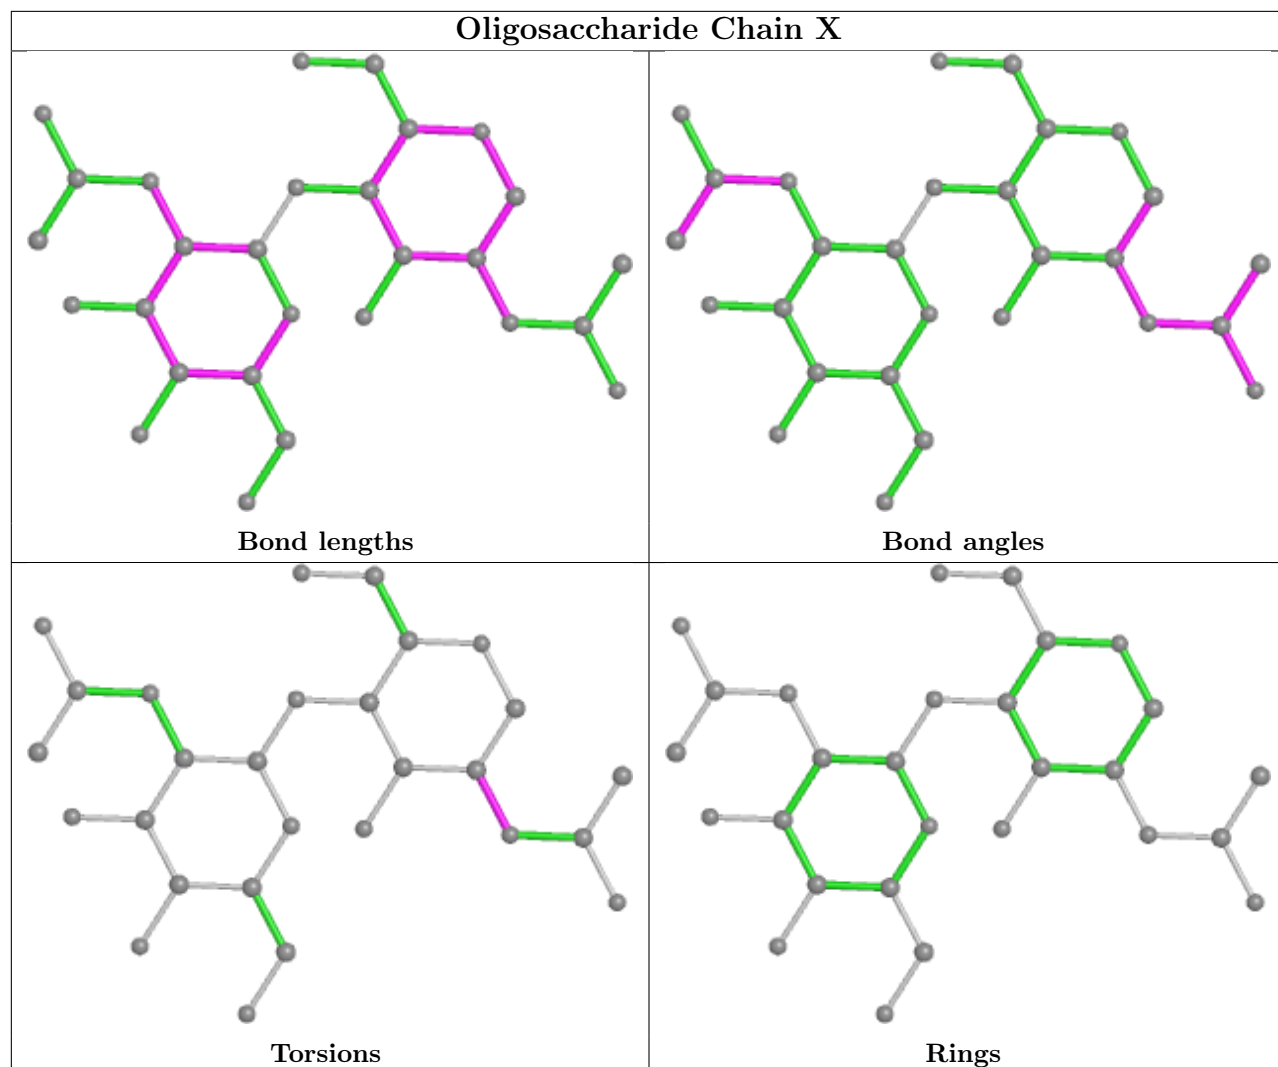 Oligosaccharide Chain X
Bond lengths
Bond angles
Torsions
Rings